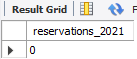 Result Grid
reservations_2021
0